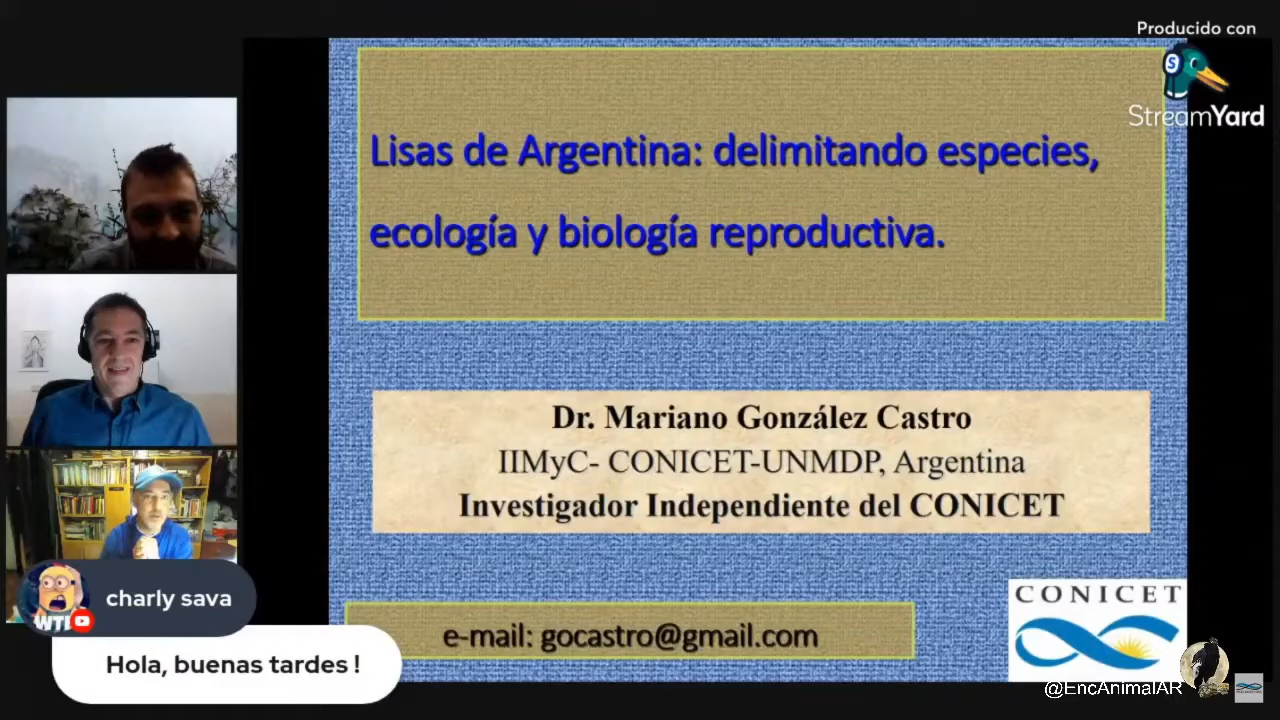 Producido con
StreamYard
Lisas de Argentina: delimitando especies,
ecología y biología reproductiva.
Dr. Mariano González Castro
IIMyC- CONICET-UNMDP, Argentina
Investigador Independiente del CONICET
e-mail: gocastro@gmail.com
CONICET
@EncAnimalAR
WTF
charly sava
Hola, buenas tardes !